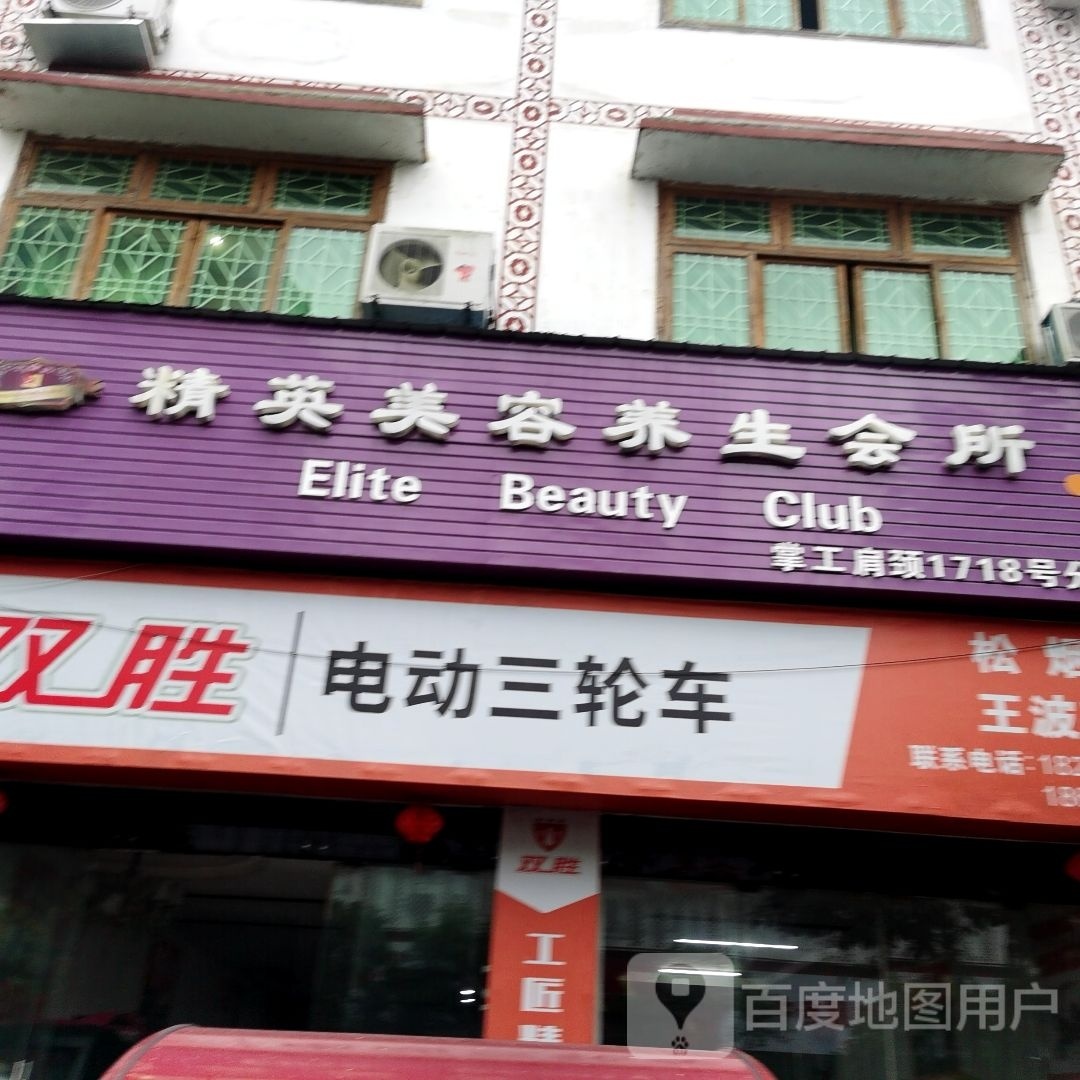 精英美容养生会所
Elite Beauty Club
掌工肩颈1718号
双胜 电动三轮车
松
王波
联系电话:182
18
双胜
工匠
百度地图用户